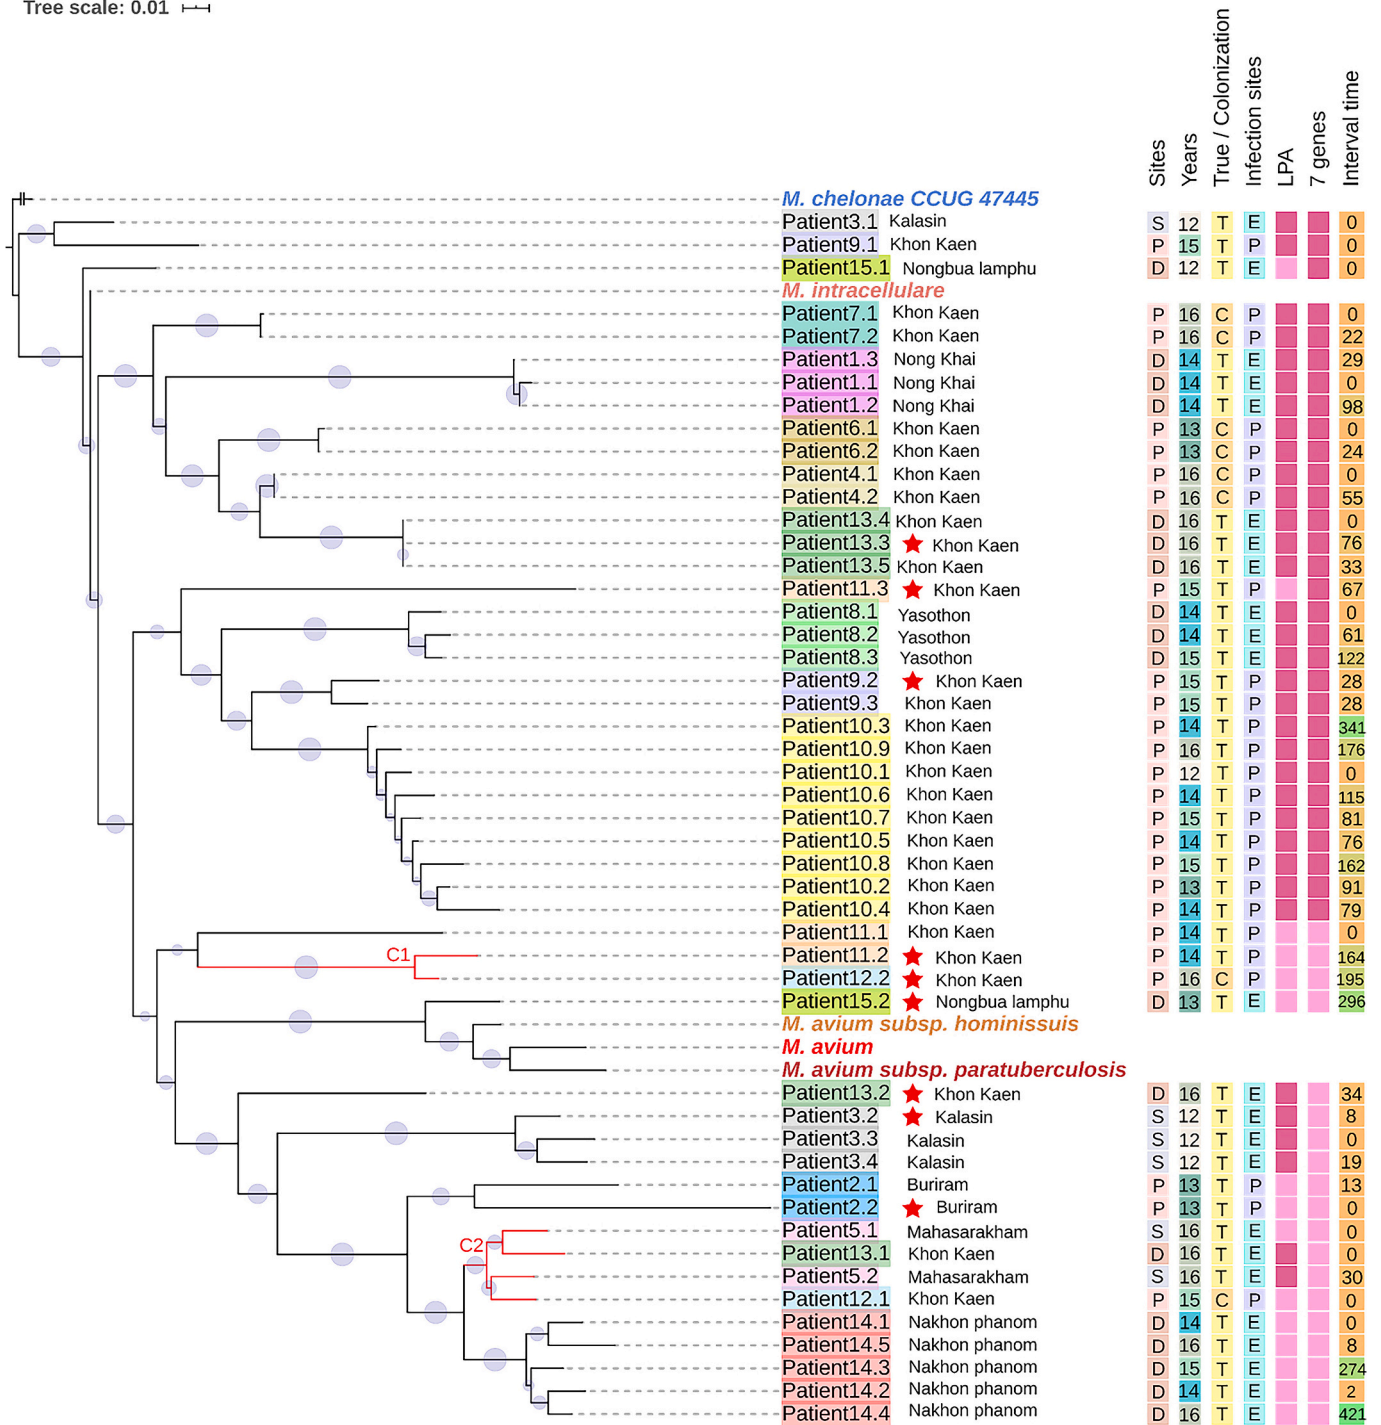 Tree scale: 0.01
Sites Years True / Colonization Infection sites LPA 7 genes Interval time
M. chelonae CCUG 47445
Patient3.1 Kalasin S 12 T E 0
Patient9.1 Khon Kaen P 15 T P 0
Patient15.1 Nongbua lamphu D 12 T E 0
M. intracellulare
Patient7.1 Khon Kaen P 16 C P 0
Patient7.2 Khon Kaen P 16 C P 22
Patient1.3 Nong Khai D 14 T E 29
Patient1.1 Nong Khai D 14 T E 0
Patient1.2 Nong Khai D 14 T E 98
Patient6.1 Khon Kaen P 13 C P 0
Patient6.2 Khon Kaen P 13 C P 24
Patient4.1 Khon Kaen P 16 C P 0
Patient4.2 Khon Kaen P 16 C P 55
Patient13.4 Khon Kaen D 16 T E 0
Patient13.3 Khon Kaen D 16 T E 76
Patient13.5 Khon Kaen D 16 T E 33
Patient11.3 Khon Kaen P 15 T P 67
Patient8.1 Yasothon D 14 T E 0
Patient8.2 Yasothon D 14 T E 61
Patient8.3 Yasothon D 15 T E 122
Patient9.2 Khon Kaen P 15 T P 28
Patient9.3 Khon Kaen P 15 T P 28
Patient10.3 Khon Kaen P 14 T P 341
Patient10.9 Khon Kaen P 16 T P 176
Patient10.1 Khon Kaen P 12 T P 0
Patient10.6 Khon Kaen P 14 T P 115
Patient10.7 Khon Kaen P 15 T P 81
Patient10.5 Khon Kaen P 14 T P 76
Patient10.8 Khon Kaen P 15 T P 162
Patient10.2 Khon Kaen P 13 T P 91
Patient10.4 Khon Kaen P 14 T P 79
Patient11.1 Khon Kaen P 14 T P 0
C1 Patient11.2 Khon Kaen P 14 T P 164
Patient12.2 Khon Kaen P 16 C P 195
Patient15.2 Nongbua lamphu D 13 T E 296
M. avium subsp. hominissuis
M. avium
M. avium subsp. paratuberculosis
Patient13.2 Khon Kaen D 16 T E 34
Patient3.2 Kalasin S 12 T E 8
Patient3.3 Kalasin S 12 T E 0
Patient3.4 Kalasin S 12 T E 19
Patient2.1 Buriram P 13 T P 13
Patient2.2 Buriram P 13 T P 0
Patient5.1 Mahasarakham S 16 T E 0
C2 Patient13.1 Khon Kaen D 16 T E 0
Patient5.2 Mahasarakham S 16 T E 30
Patient12.1 Khon Kaen P 15 C P 0
Patient14.1 Nakhon phanom D 14 T E 0
Patient14.5 Nakhon phanom D 16 T E 8
Patient14.3 Nakhon phanom D 15 T E 274
Patient14.2 Nakhon phanom D 14 T E 2
Patient14.4 Nakhon phanom D 16 T E 421